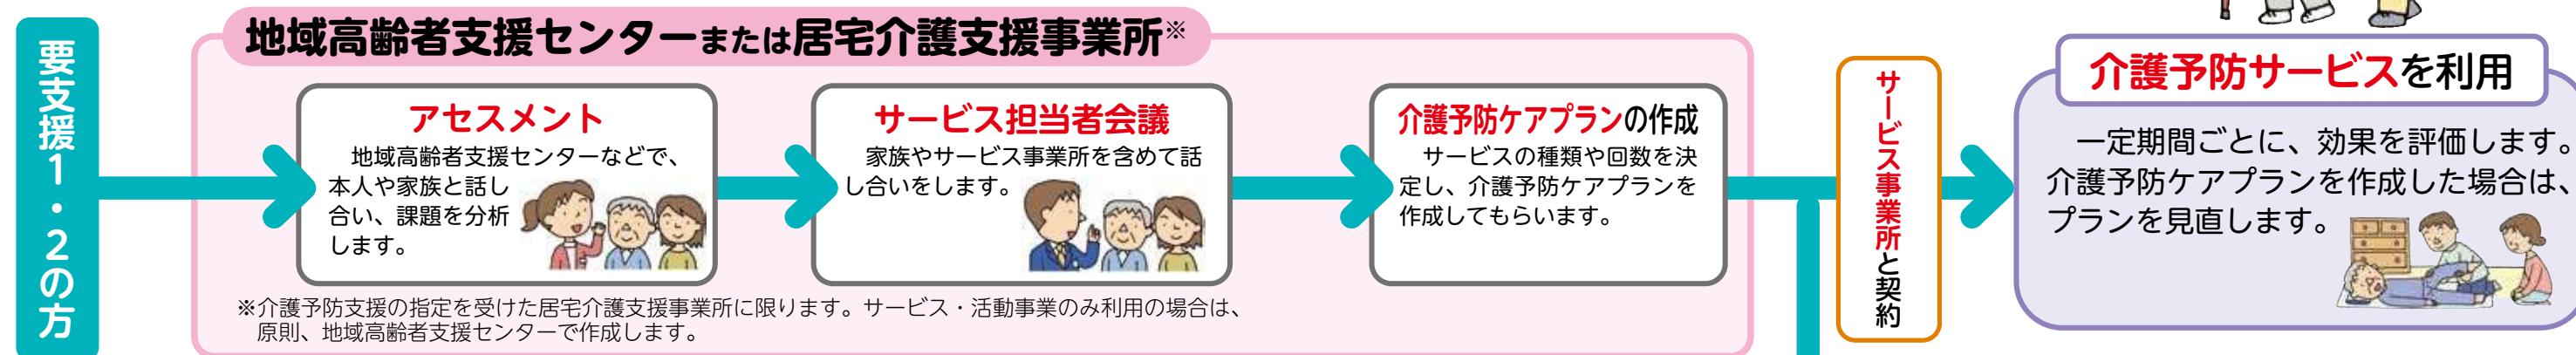 要支援1・2の方
地域高齢者支援センターまたは居宅介護支援事業所※
アセスメント
地域高齢者支援センターなどで、
本人や家族と話し
合い、課題を分析
します。
サービス担当者会議
家族やサービス事業所を含めて話
し合いをします。
介護予防ケアプランの作成
サービスの種類や回数を決
定し、介護予防ケアプランを
作成してもらいます。
※介護予防支援の指定を受けた居宅介護支援事業所に限ります。サービス・活動事業のみ利用の場合は、
原則、地域高齢者支援センターで作成します。
サービス事業所と契約
介護予防サービスを利用
一定期間ごとに、効果を評価します。
介護予防ケアプランを作成した場合は、
プランを見直します。